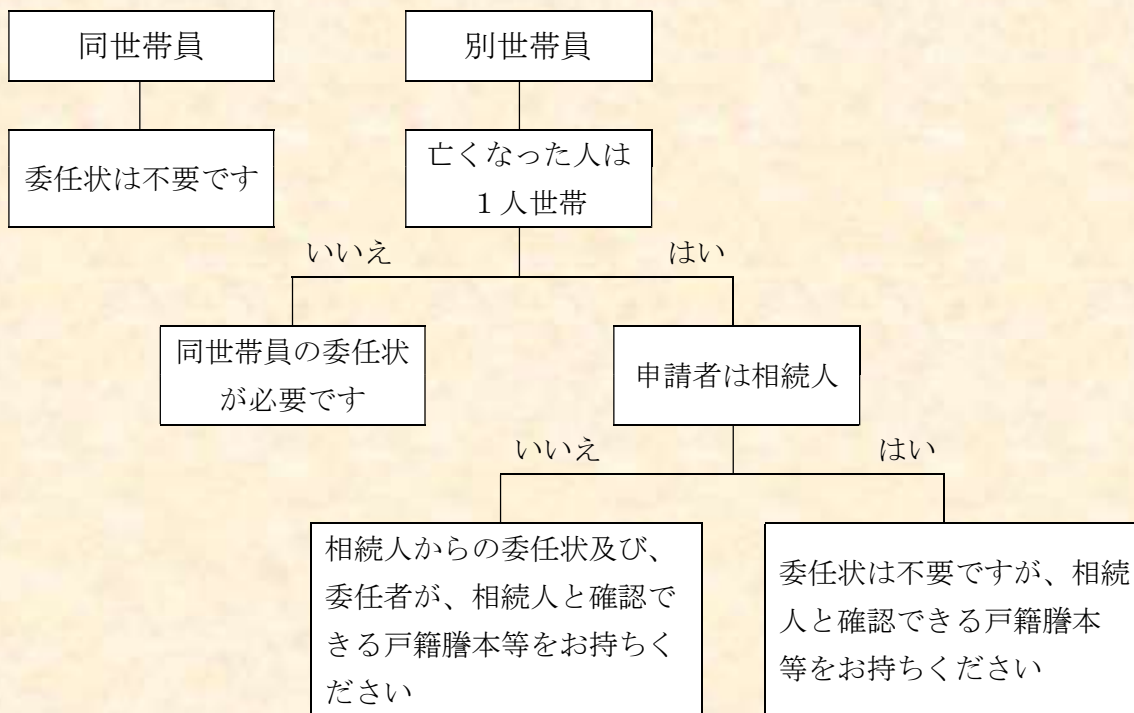 同世帯員
別世帯員
委任状は不要です
亡くなった人は
１人世帯
いいえ
はい
同世帯員の委任状
が必要です
申請者は相続人
いいえ
はい
相続人からの委任状及び、
委任者が、相続人と確認で
きる戸籍謄本等をお持ちく
ださい
委任状は不要ですが、相続
人と確認できる戸籍謄本
等をお持ちください